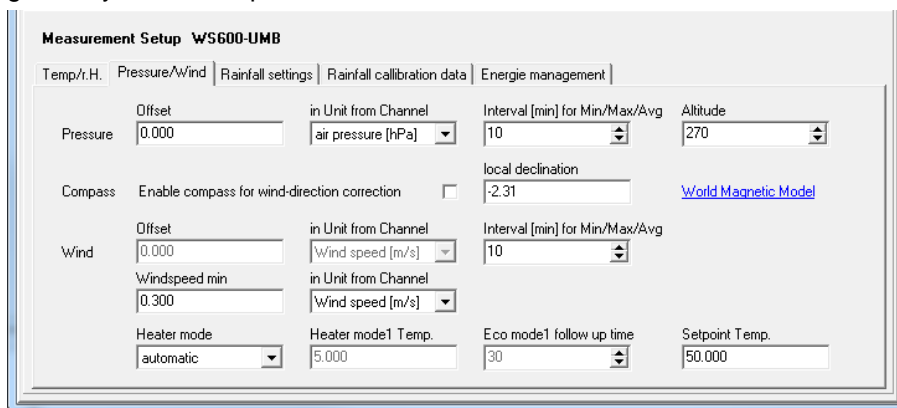 Measurement Setup WS600-UMB
Temp/r.H. Pressure/Wind Rainfall settings Rainfall callibration data Energie management
Offset in Unit from Channel Interval [min] for Min/Max/Avg Altitude
Pressure 0.000 air pressure [hPa] 10 270
local declination
Compass Enable compass for wind-direction correction -2.31 World Magnetic Model
Offset in Unit from Channel Interval [min] for Min/Max/Avg
Wind 0.000 Wind speed [m/s] 10
Windspeed min in Unit from Channel
0.300 Wind speed [m/s]
Heater mode Heater mode1 Temp. Eco mode1 follow up time Setpoint Temp.
automatic 5.000 30 50.000